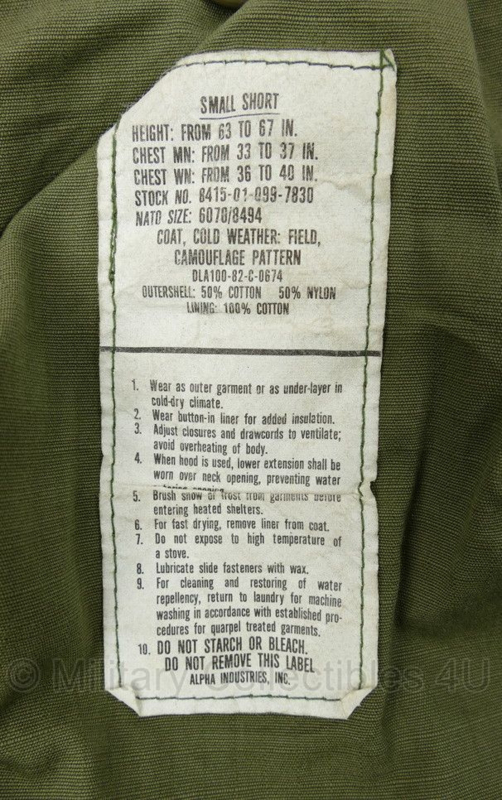 SMALL SHORT
HEIGHT: FROM 63 TO 67 IN.
CHEST MN: FROM 33 TO 37 IN.
CHEST WN: FROM 36 TO 40 IN.
STOCK NO. 8415-01-099-7830
NATO SIZE: 6070/8494
COAT, COLD WEATHER: FIELD,
CAMOUFLAGE PATTERN
DLA100-82-C-0674
OUTERSHELL: 50% COTTON 50% NYLON
LINING: 100% COTTON
1. Wear as outer garment or as under-layer in
cold-dry climate.
2. Wear button-in liner for added insulation.
3. Adjust closures and drawcords to ventilate;
avoid overheating of body.
4. When hood is used, lower extension shall be
worn over neck opening, preventing water
5. Brush snow or frost from garments before
entering heated shelters.
6. For fast drying, remove liner from coat.
7. Do not expose to high temperature of
a stove.
8. Lubricate slide fasteners with wax.
9. For cleaning and restoring of water
repellency, return to laundry for machine
washing in accordance with established pro-
cedures for quarpel treated garments.
10. DO NOT STARCH OR BLEACH.
DO NOT REMOVE THIS LABEL
ALPHA INDUSTRIES, INC.
© Military Collectibles 4U